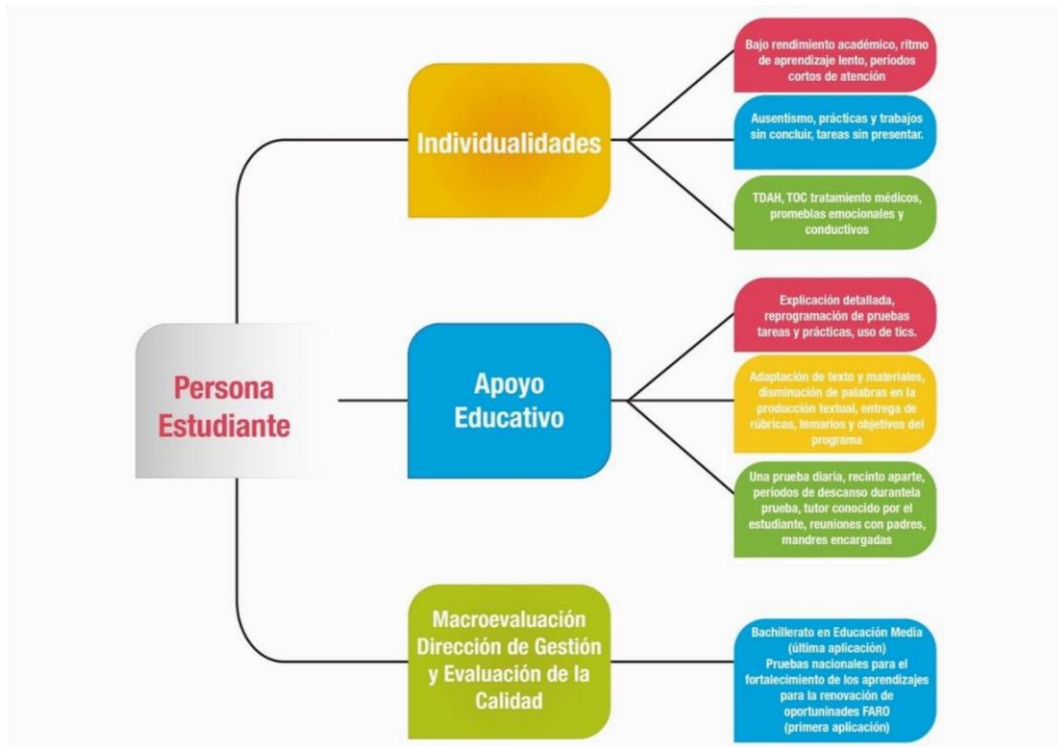 Persona
Estudiante
Individualidades
Bajo rendimiento académico, ritmo
de aprendizaje lento, períodos
cortos de atención
Ausentismo, prácticas y trabajos
sin concluir, tareas sin presentar.
TDAH, TOC tratamiento médicos,
promeblas emocionales y
conductivos
Apoyo
Educativo
Explicación detallada,
reprogramación de pruebas
tareas y prácticas, uso de tics.
Adaptación de texto y materiales,
disminución de palabras en la
producción textual, entrega de
rúbricas, temarios y objetivos del
programa
Una prueba diaria, recinto aparte,
períodos de descanso durantela
prueba, tutor conocido por el
estudiante, reuniones con padres,
mandres encargadas
Macroevaluación
Dirección de Gestión
y Evaluación de la
Calidad
Bachillerato en Educación Media
(última aplicación)
Pruebas nacionales para el
fortalecimiento de los aprendizajes
para la renovación de
oportuninades FARO
(primera aplicación)